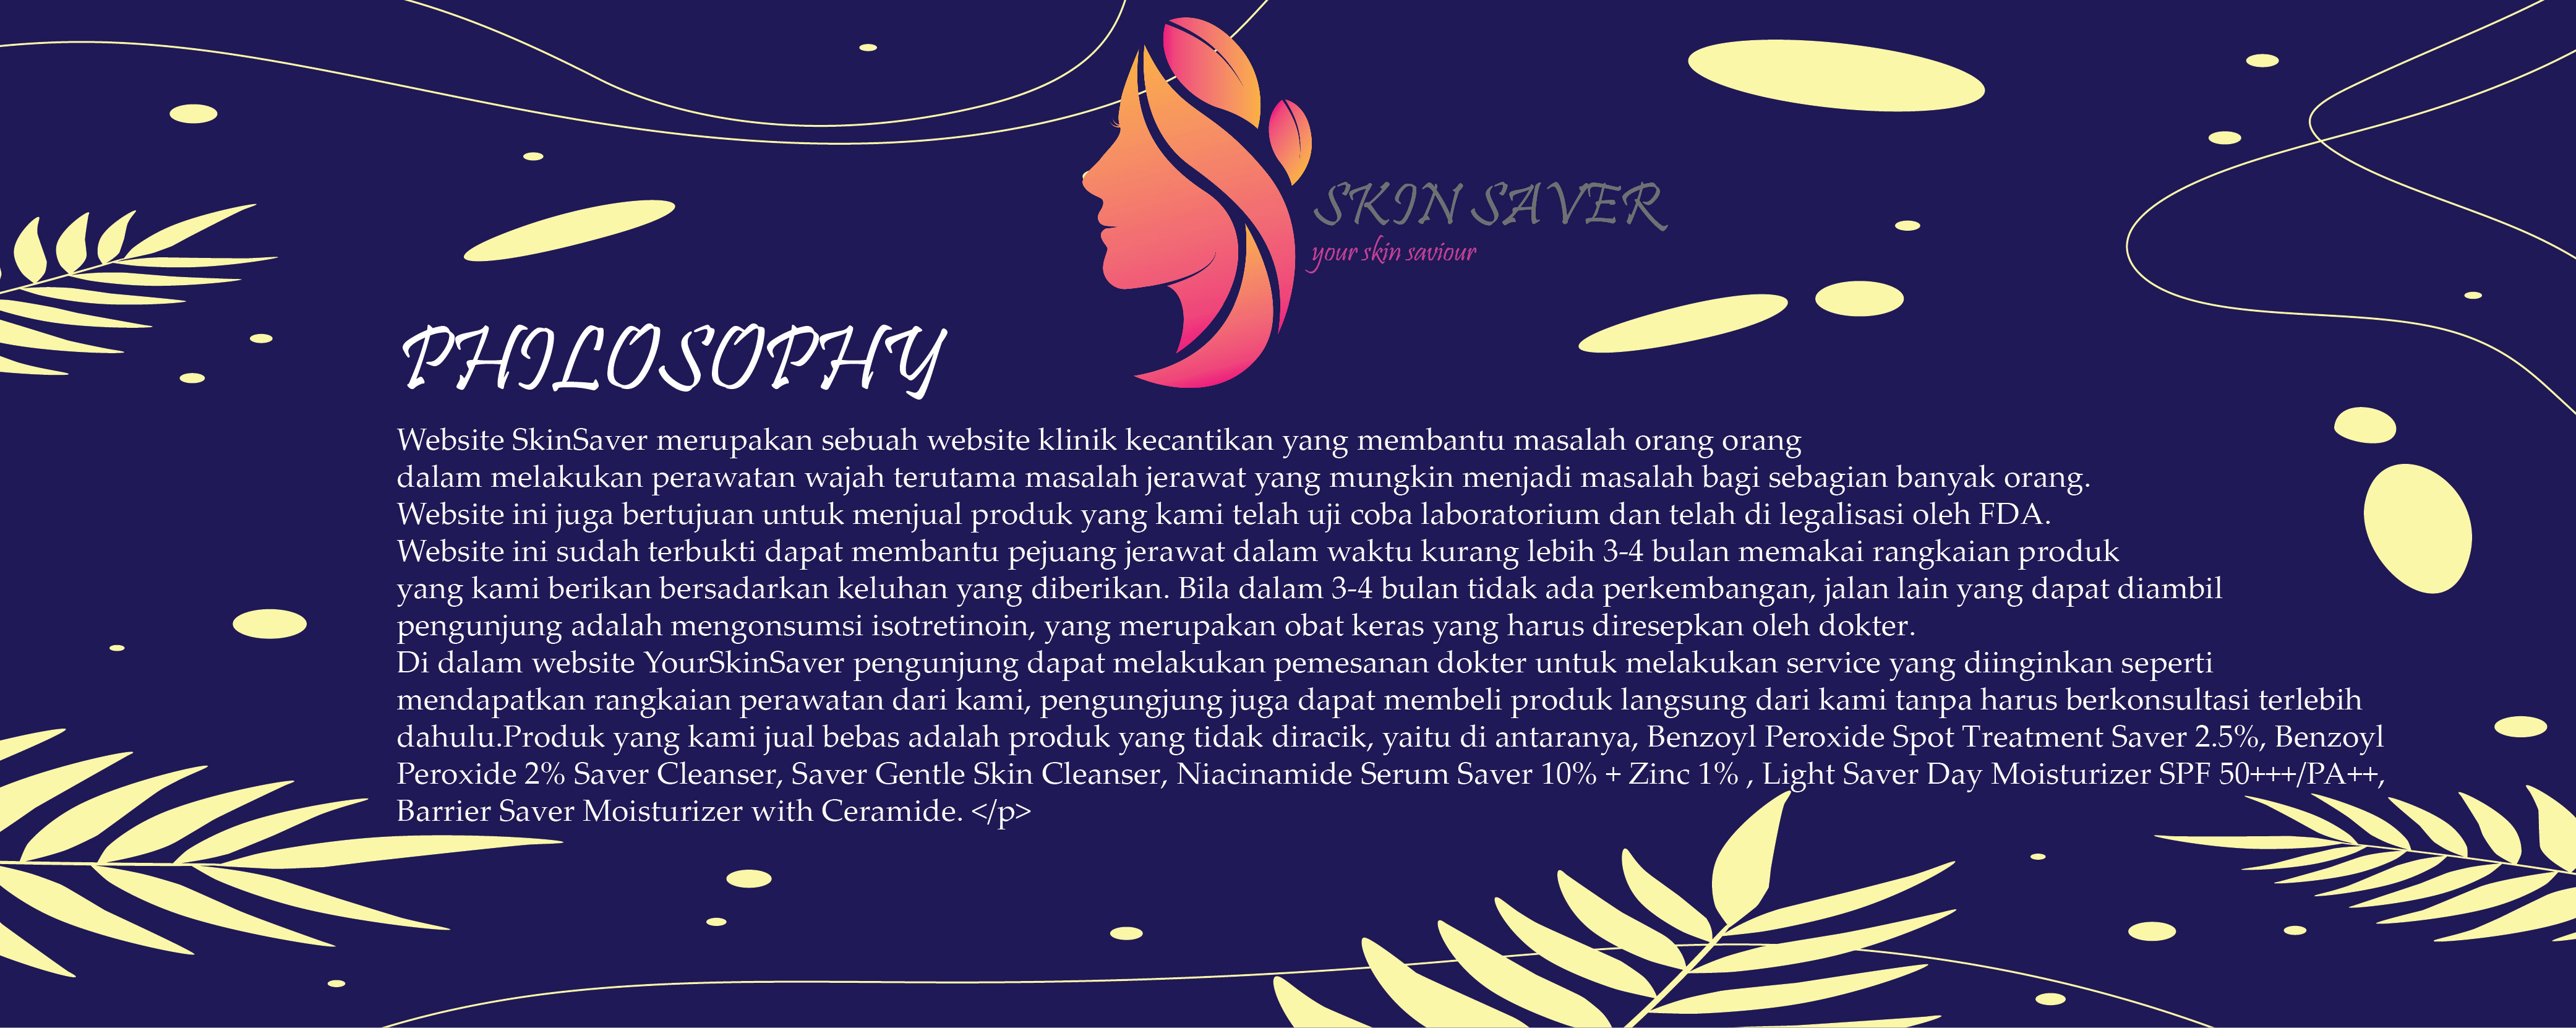 SKIN SAVER
your skin saviour
PHILOSOPHY
Website SkinSaver merupakan sebuah website klinik kecantikan yang membantu masalah orang orang
dalam melakukan perawatan wajah terutama masalah jerawat yang mungkin menjadi masalah bagi sebagian banyak orang.
Website ini juga bertujuan untuk menjual produk yang kami telah uji coba laboratorium dan telah di legalisasi oleh FDA.
Website ini sudah terbukti dapat membantu pejuang jerawat dalam waktu kurang lebih 3-4 bulan memakai rangkaian produk
yang kami berikan bersadarkan keluhan yang diberikan. Bila dalam 3-4 bulan tidak ada perkembangan, jalan lain yang dapat diambil
pengunjung adalah mengonsumsi isotretinoin, yang merupakan obat keras yang harus diresepkan oleh dokter.
Di dalam website YourSkinSaver pengunjung dapat melakukan pemesanan dokter untuk melakukan service yang diinginkan seperti
mendapatkan rangkaian perawatan dari kami, pengungjung juga dapat membeli produk langsung dari kami tanpa harus berkonsultasi terlebih
dahulu.Produk yang kami jual bebas adalah produk yang tidak diracik, yaitu di antaranya, Benzoyl Peroxide Spot Treatment Saver 2.5%, Benzoyl
Peroxide 2% Saver Cleanser, Saver Gentle Skin Cleanser, Niacinamide Serum Saver 10% + Zinc 1% , Light Saver Day Moisturizer SPF 50+++/PA++,
Barrier Saver Moisturizer with Ceramide. </p>